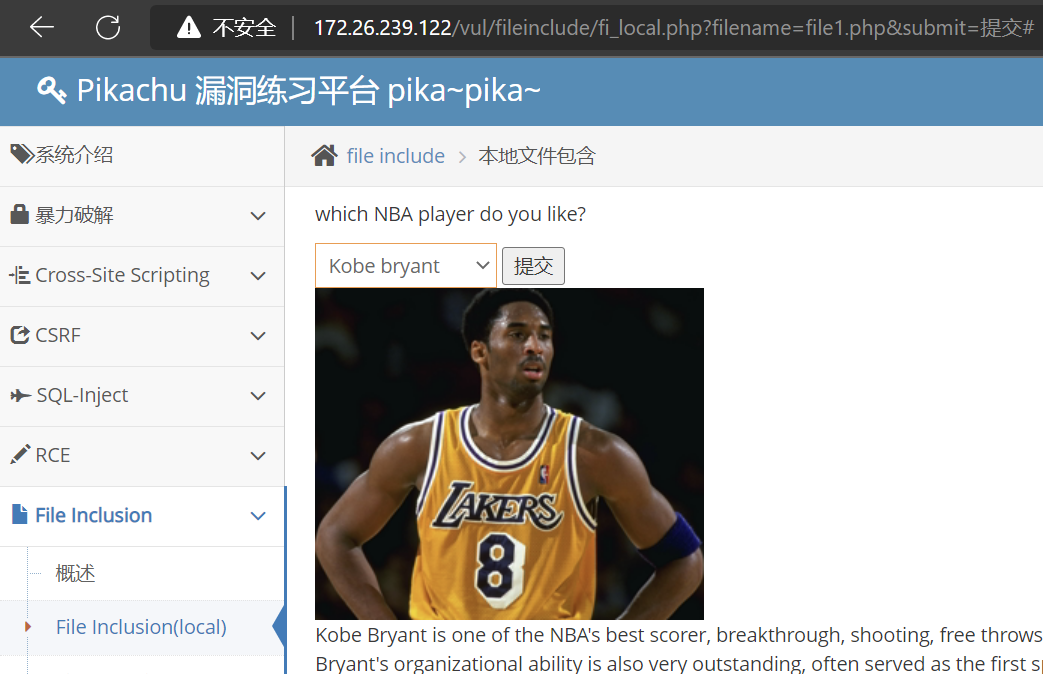 不安全 172.26.239.122/vul/fileinclude/fi_local.php?filename=file1.php&submit=提交#
Pikachu 漏洞练习平台 pika~pika~
系统介绍
暴力破解
Cross-Site Scripting
CSRF
SQL-Inject
RCE
File Inclusion
概述
File Inclusion(local)
file include > 本地文件包含
which NBA player do you like?
Kobe bryant 提交
LAKERS
8
Kobe Bryant is one of the NBA's best scorer, breakthrough, shooting, free throws
Bryant's organizational ability is also very outstanding, often served as the first